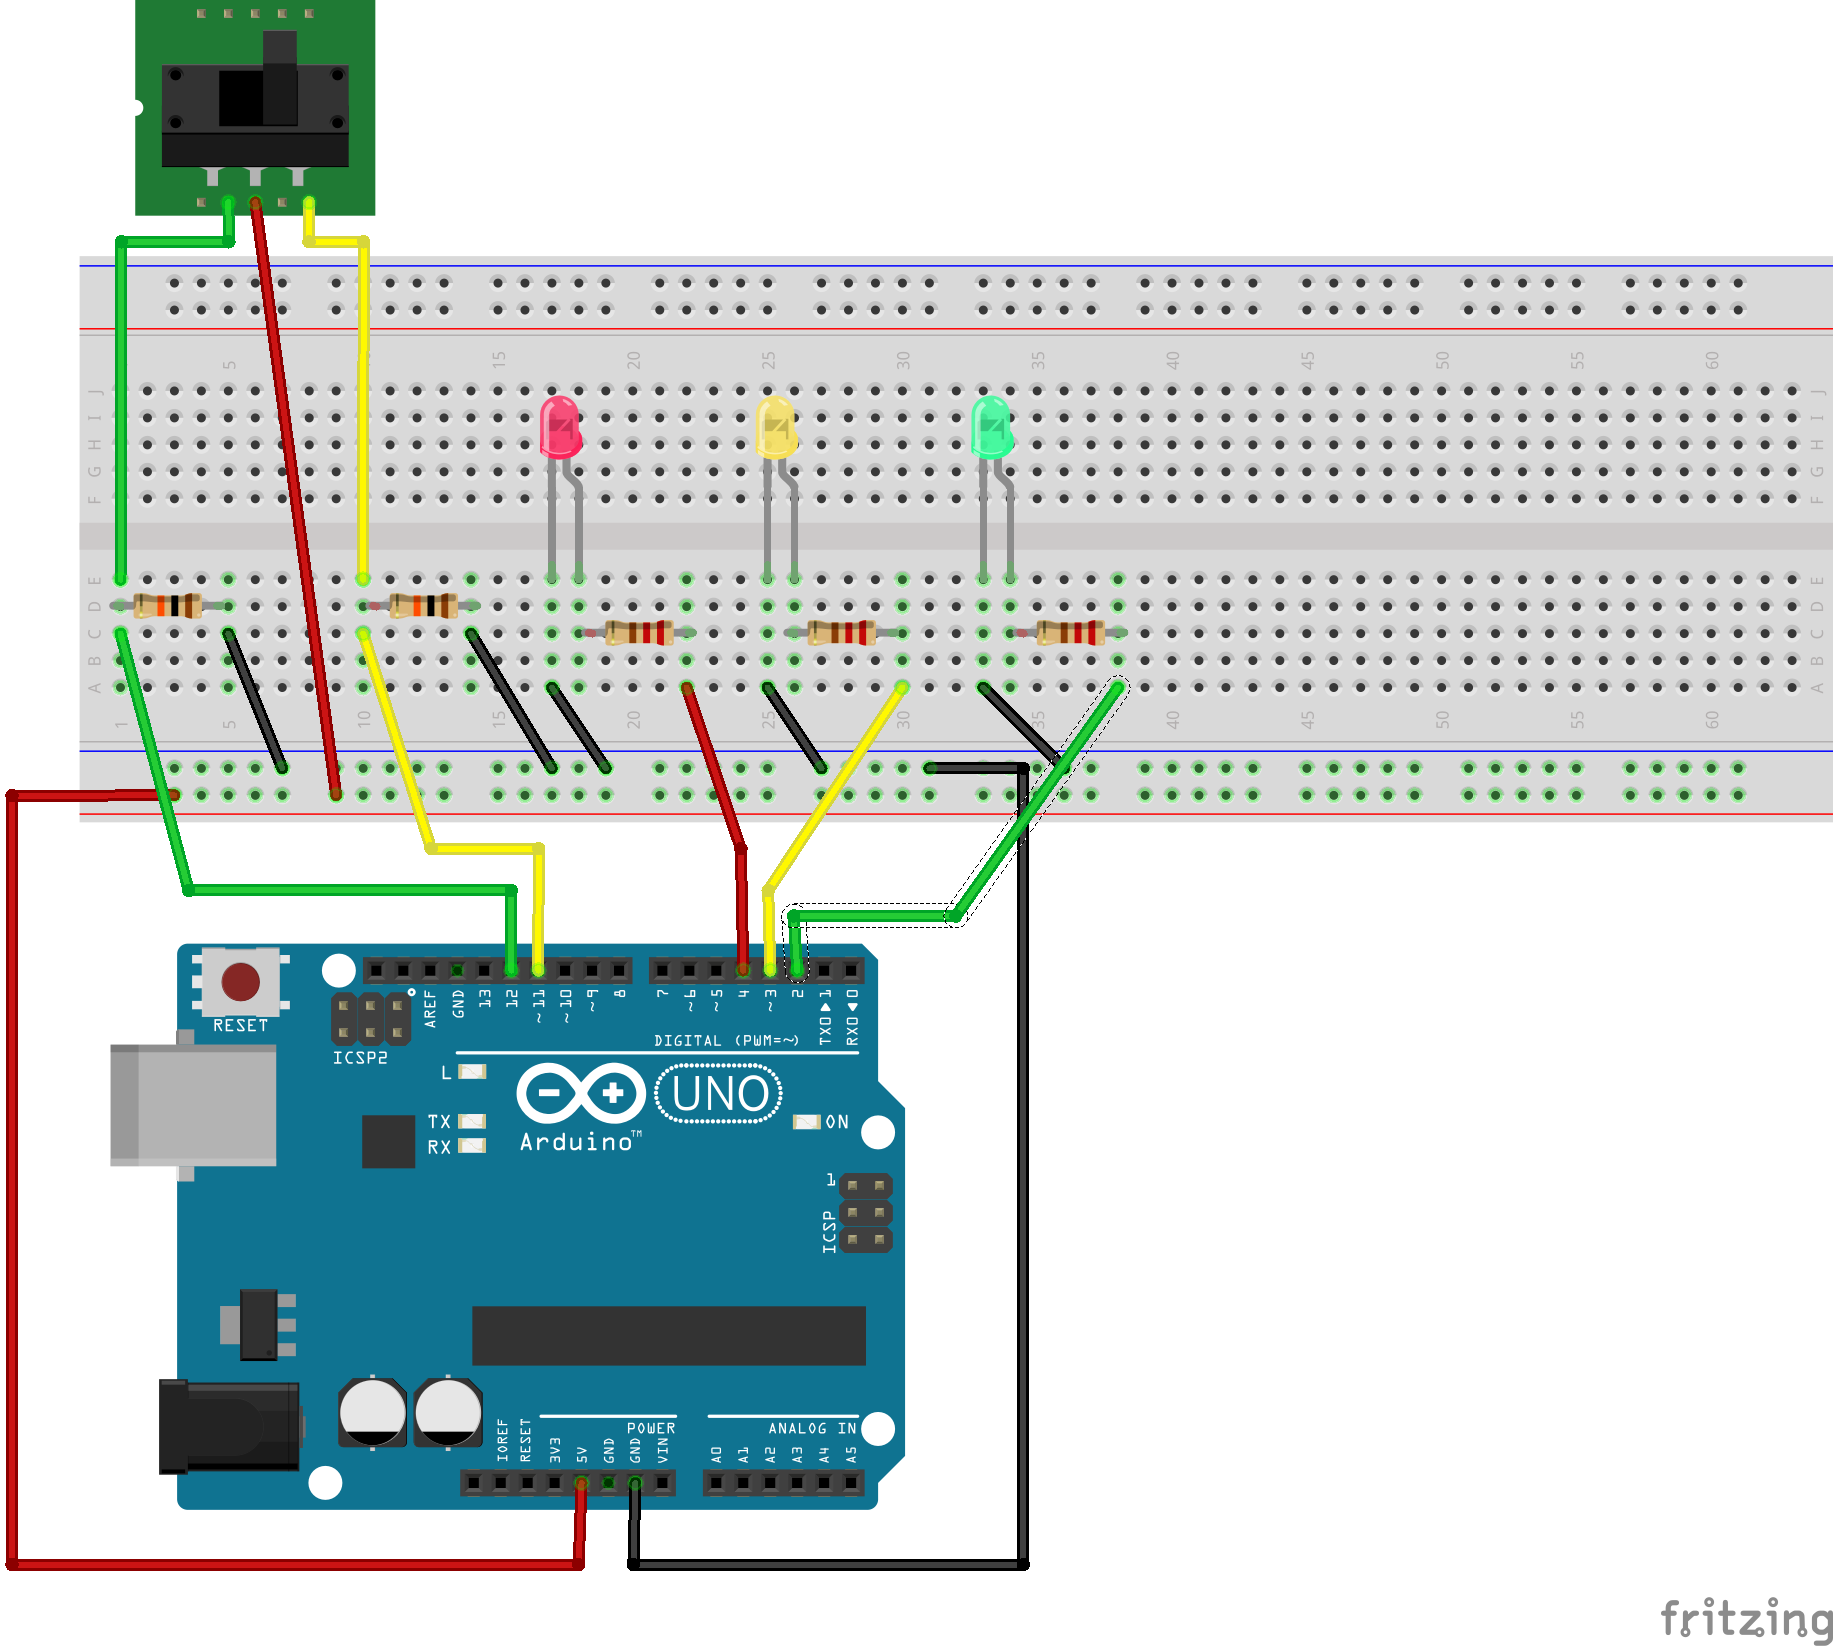 5 15 20 25 30 35 40 45 50 55 60
J J
I I
H H
G G
F F
E E
D D
C C
B B
A A
1 5 10 15 20 25 30 35 40 45 50 55 60
RESET
ICSP2
AREF GND 13 12 ~11 ~10 ~9 8 7 ~6 ~5 4 ~3 2 TX0▶1 RX0◀0
DIGITAL (PWM=~)
L
TX
RX
UNO
Arduino™
ON
1
ICSP
POWER
ANALOG IN
IOREF RESET 3V3 5V GND GND VIN A0 A1 A2 A3 A4 A5
fritzing